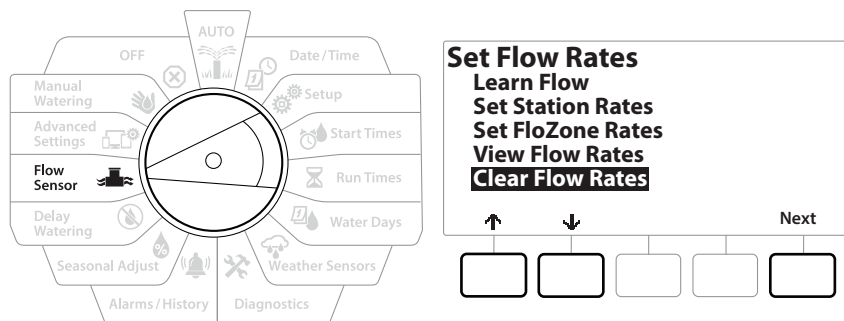 AUTO
OFF
Date / Time
Manual
Watering
Setup
Advanced
Settings
Start Times
Flow
Sensor
Run Times
Delay
Watering
Water Days
Seasonal Adjust
%
Weather Sensors
Alarms / History
Diagnostics
Set Flow Rates
Learn Flow
Set Station Rates
Set FloZone Rates
View Flow Rates
Clear Flow Rates
Next